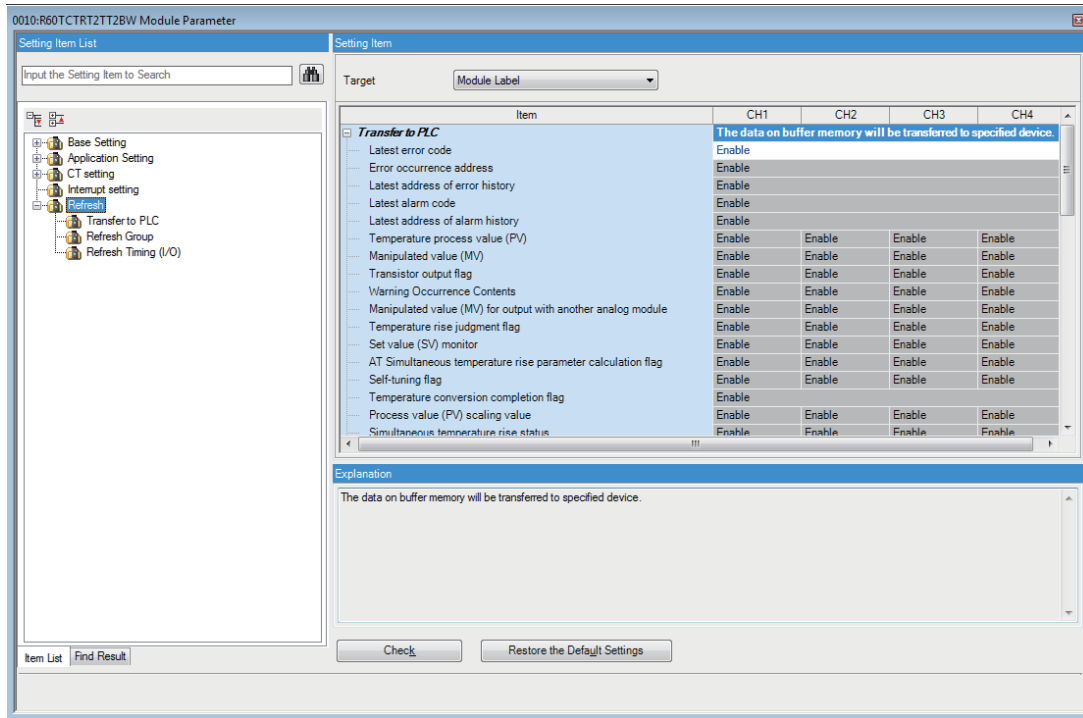 0010:R60TCTRT2TT2BW Module Parameter
Setting Item List
Input the Setting Item to Search
Base Setting
Application Setting
CT setting
Interrupt setting
Refresh
Transfer to PLC
Refresh Group
Refresh Timing (I/O)
Item List Find Result
Setting Item
Target Module Label
Item CH1 CH2 CH3 CH4
Transfer to PLC The data on buffer memory will be transferred to specified device.
Latest error code Enable
Error occurrence address Enable
Latest address of error history Enable
Latest alarm code Enable
Latest address of alarm history Enable
Temperature process value (PV) Enable Enable Enable Enable
Manipulated value (MV) Enable Enable Enable Enable
Transistor output flag Enable Enable Enable Enable
Warning Occurrence Contents Enable Enable Enable Enable
Manipulated value (MV) for output with another analog module Enable Enable Enable Enable
Temperature rise judgment flag Enable Enable Enable Enable
Set value (SV) monitor Enable Enable Enable Enable
AT Simultaneous temperature rise parameter calculation flag Enable Enable Enable Enable
Self-tuning flag Enable Enable Enable Enable
Temperature conversion completion flag Enable
Process value (PV) scaling value Enable Enable Enable Enable
Simultaneous temperature rise status Enable Enable Enable Enable
Explanation
The data on buffer memory will be transferred to specified device.
Check Restore the Default Settings